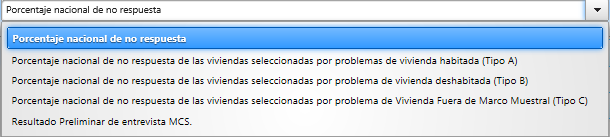 Porcentaje nacional de no respuesta
Porcentaje nacional de no respuesta
Porcentaje nacional de no respuesta de las viviendas seleccionadas por problemas de vivienda habitada (Tipo A)
Porcentaje nacional de no respuesta de las viviendas seleccionadas por problema de vivienda deshabitada (Tipo B)
Porcentaje nacional de no respuesta de las viviendas seleccionadas por problema de Vivienda Fuera de Marco Muestral (Tipo C)
Resultado Preliminar de entrevista MCS.